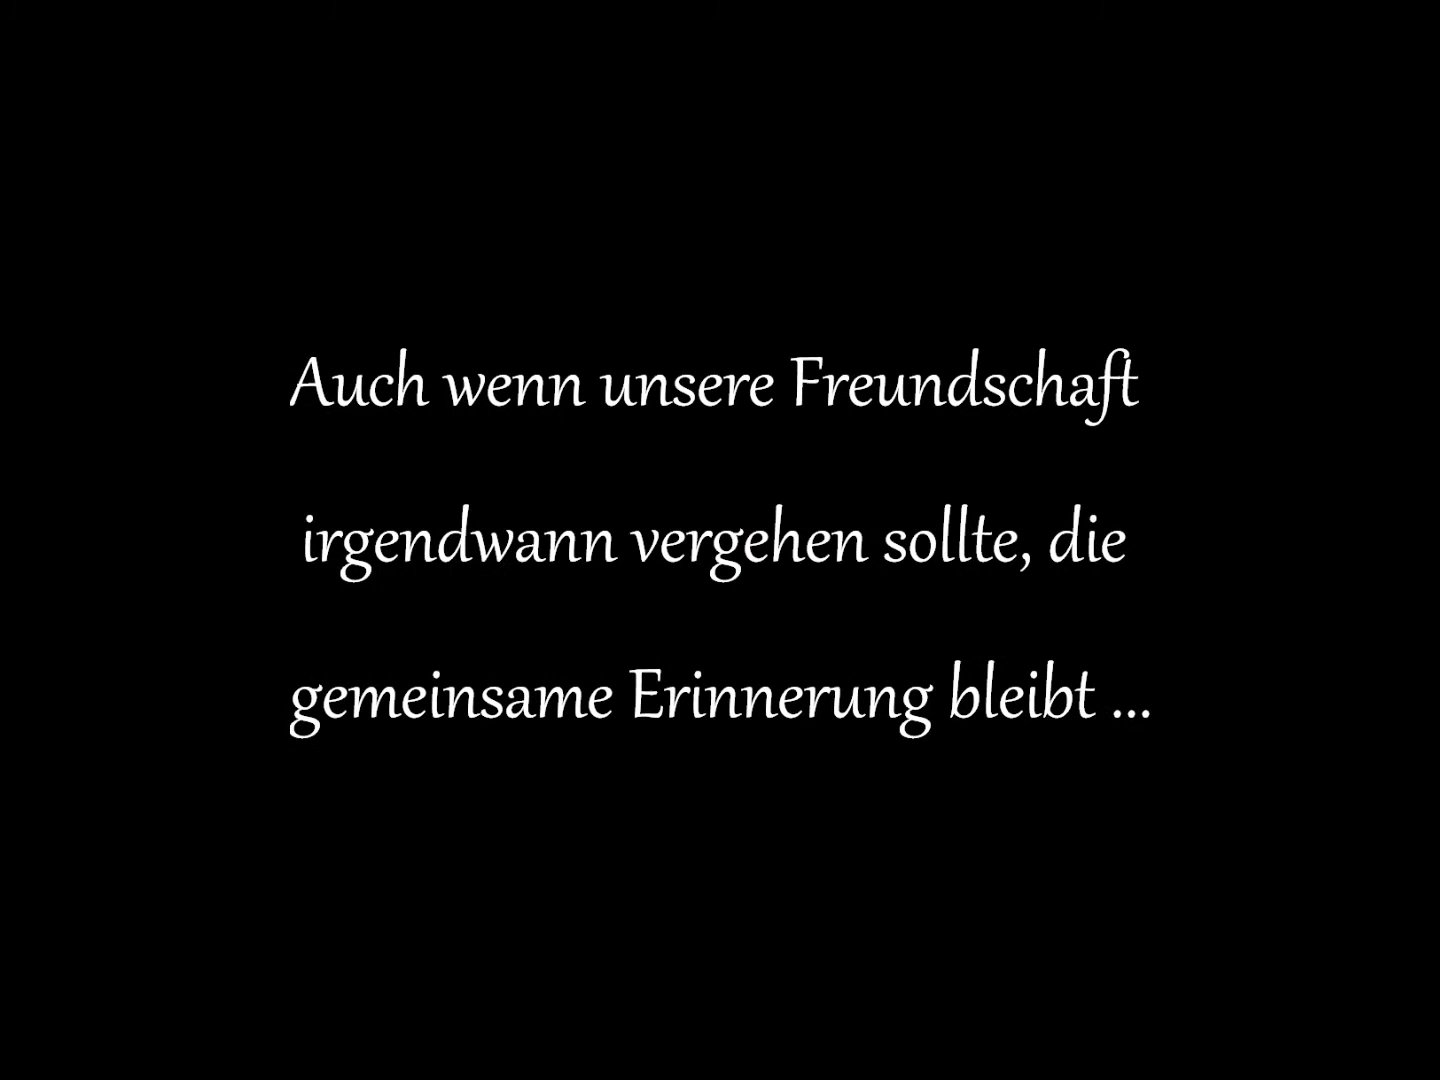 Auch wenn unsere Freundschaft
irgendwann vergehen sollte, die
gemeinsame Erinnerung bleibt ...